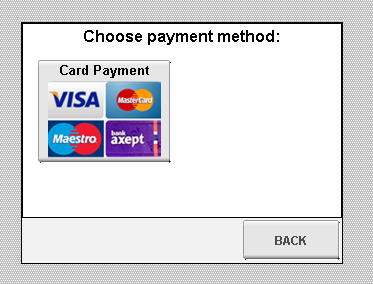 Choose payment method:
Card Payment
VISA
MasterCard
Maestro
bank
axept
BACK